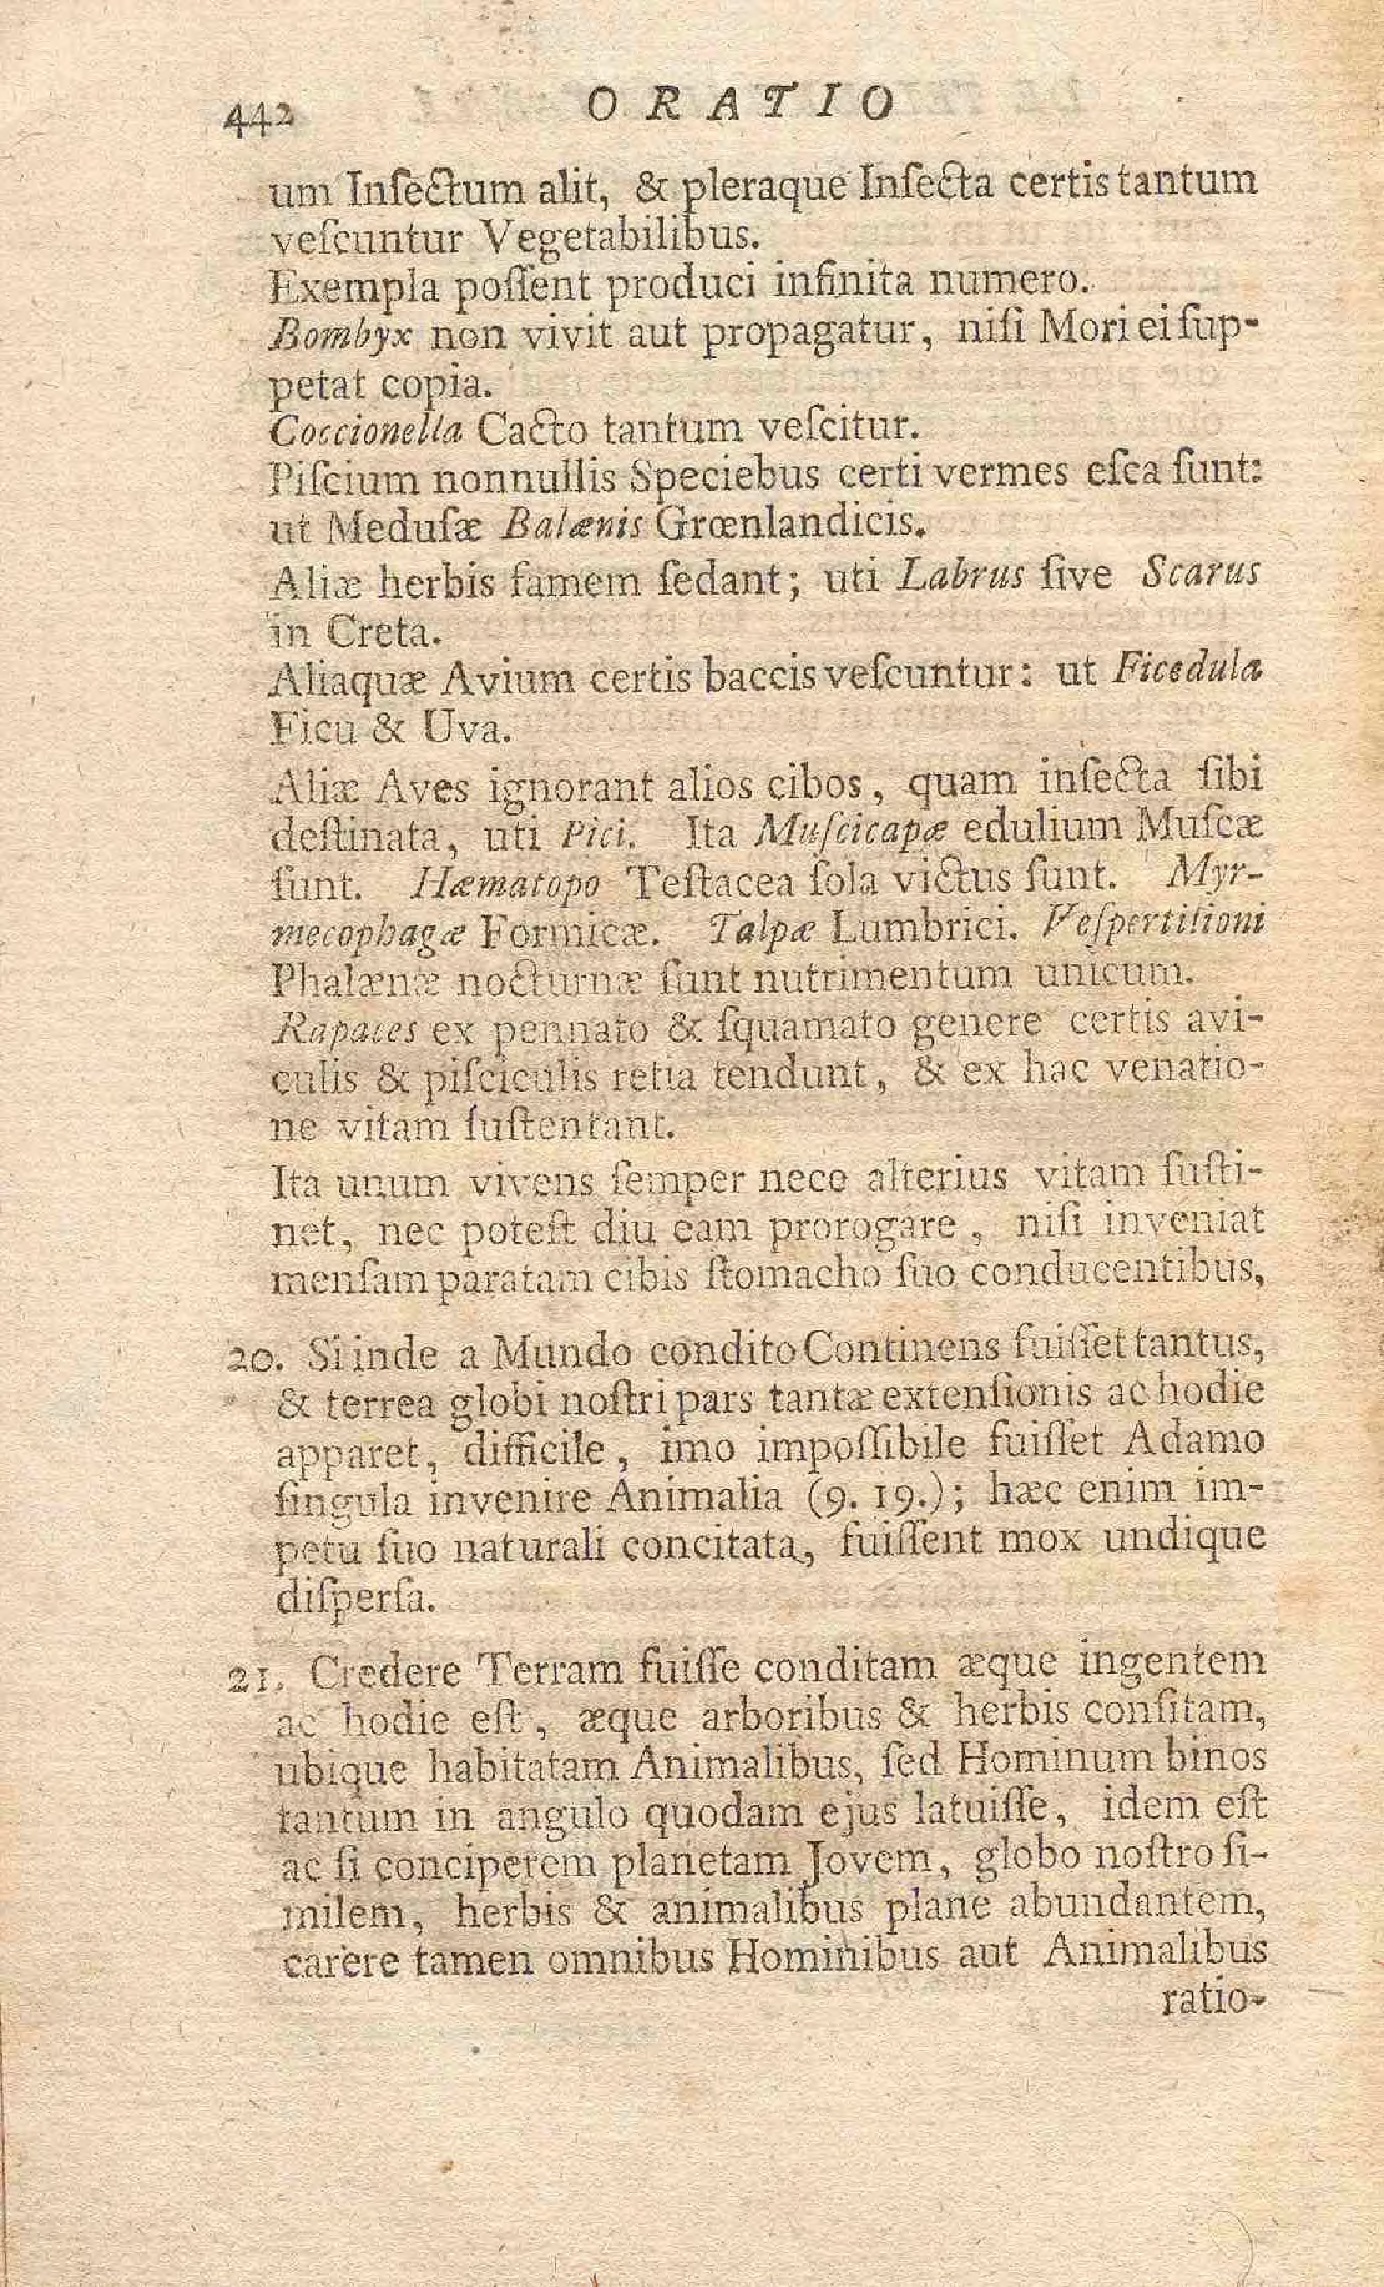 442 ORATIO
um Inſectum alit, & pleraque Inſecta certis tantum
veſcuntur Vegetabilibus.
Exempla poſſent produci infinita numero.
Bombyx non vivit aut propagatur, niſi Mori ei ſup-
petat copia.
Coccionella Cacto tantum veſcitur.
Piſcium nonnullis Speciebus certi vermes eſca ſunt:
ut Meduſæ Balænis Grœnlandicis.
Aliæ herbis famem ſedant; uti Labrus ſive Scarus
in Creta.
Aliaquæ Avium certis baccis veſcuntur: ut Ficedula
Ficu & Uva.
Aliæ Aves ignorant alios cibos, quam inſecta ſibi
deſtinata, uti Pici. Ita Muſcicapæ edulium Muſcæ
ſunt. Hæmatopo Teſtacea ſola victus ſunt. Myr-
mecophagæ Formicæ. Talpæ Lumbrici. Veſpertilioni
Phalænæ nocturnæ ſunt nutrimentum unicum.
Rapaces ex pennato & ſquamato genere certis avi-
culis & piſciculis retia tendunt, & ex hac venatio-
ne vitam ſuſtentant.
Ita unum vivens ſemper nece alterius vitam ſuſti-
net, nec poteſt diu eam prorogare, niſi inveniat
menſam paratam cibis ſtomacho ſuo conducentibus,
20. Si inde a Mundo condito Continens fuiſſet tantus,
& terrea globi noſtri pars tantæ extenſionis ac hodie
apparet, difficile, imo impoſſibile fuiſſet Adamo
ſingula invenire Animalia (9. 19.); hæc enim im-
petu ſuo naturali concitata, fuiſſent mox undique
diſperſa.
21. Credere Terram fuiſſe conditam æque ingentem
ac hodie eſt, æque arboribus & herbis conſitam,
ubique habitatam Animalibus, ſed Hominum binos
tantum in angulo quodam ejus latuiſſe, idem eſt
ac ſi conciperem planetam Jovem, globo noſtro ſi-
milem, herbis & animalibus plane abundantem,
carere tamen omnibus Hominibus aut Animalibus
ratio-